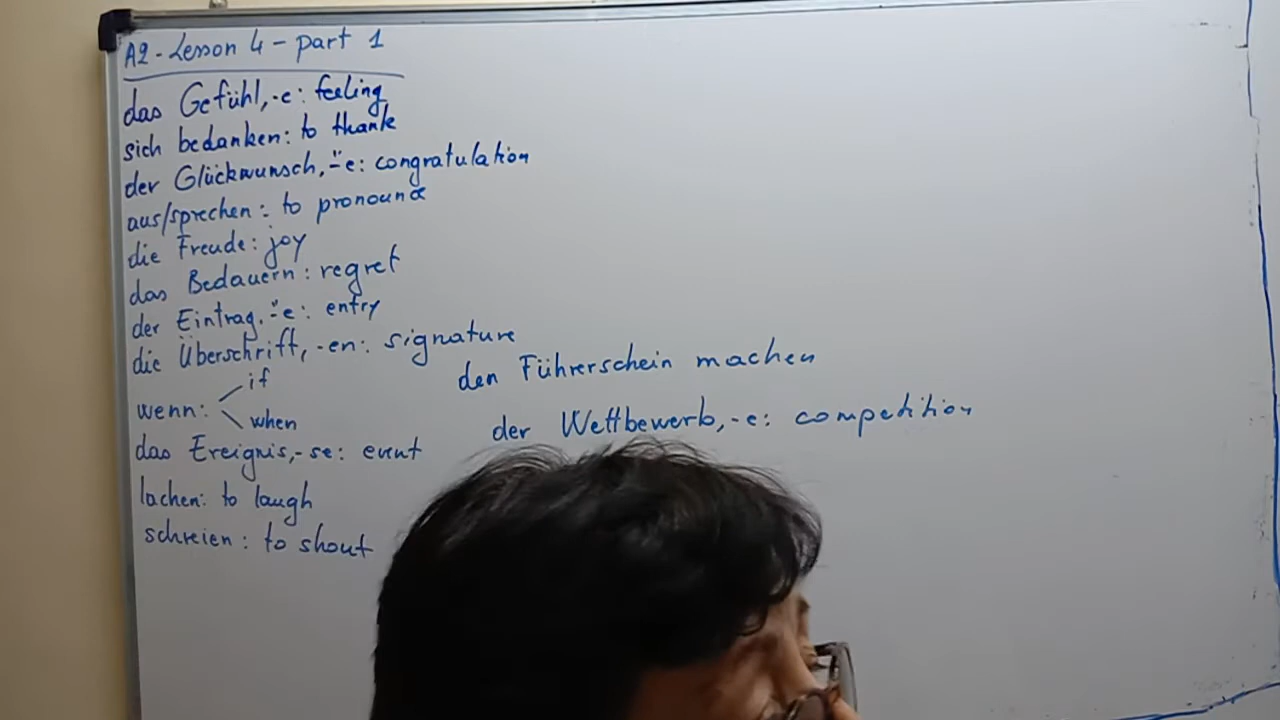 A2 - Lesson 4 - part 1
das Gefühl, -e: feeling
sich bedanken: to thank
der Glückwunsch, -̈e: congratulation
aus/sprechen: to pronounce
die Freude: joy
das Bedauern: regret
der Eintrag, -̈e: entry
die Überschrift, -en: signature
wenn: if
when
das Ereignis, -se: event
lachen: to laugh
schreien: to shout
den Führerschein machen
der Wettbewerb, -e: competition